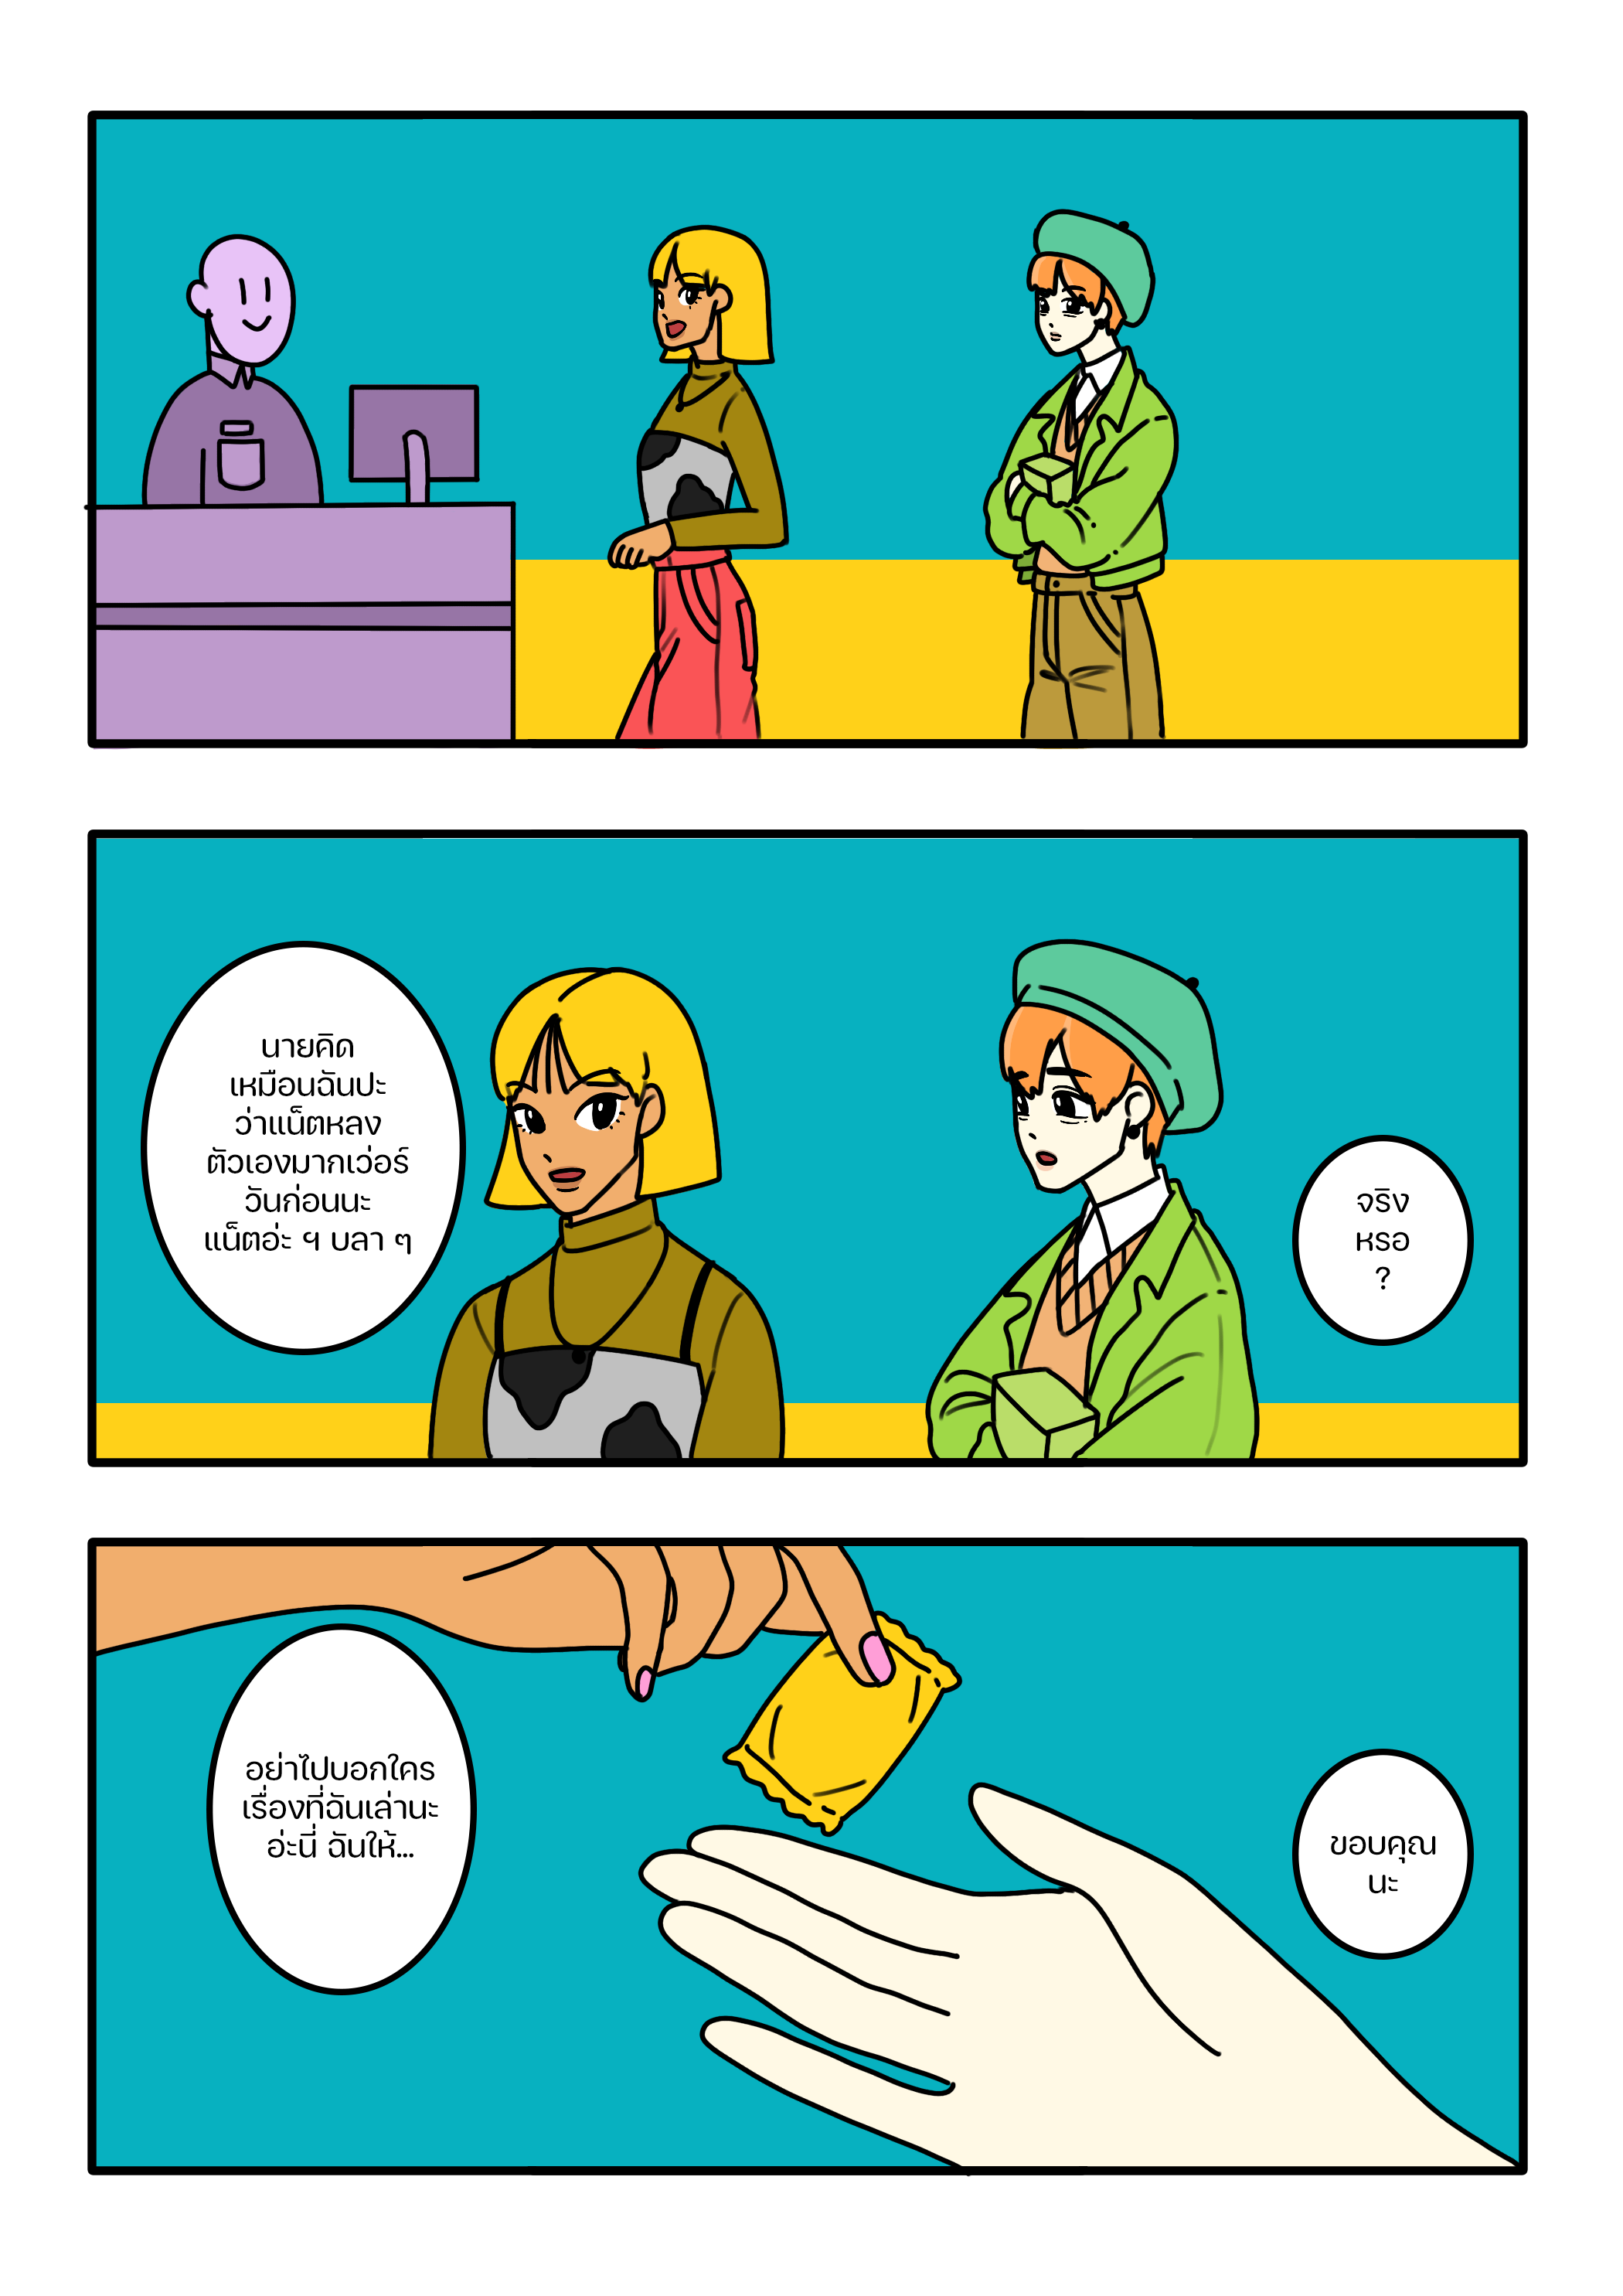 นายคิด
เหมือนฉันปะ
ว่าแน็ตหลง
ตัวเองมากเว่อร์
วันก่อนนะ
แน็ตอ่ะ ฯ บลา ๆ
จริง
หรอ
?
อย่าไปบอกใคร
เรื่องที่ฉันเล่านะ
อ่ะนี่ ฉันให้...
ขอบคุณ
นะ